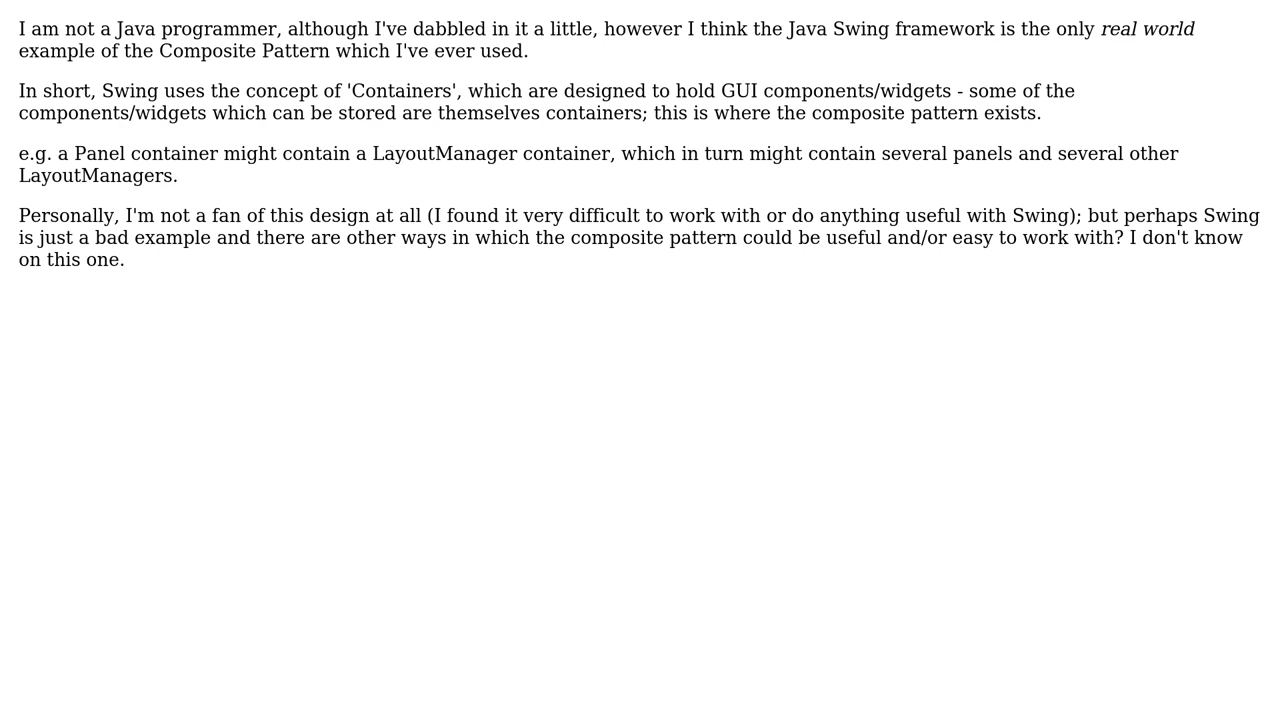 I am not a Java programmer, although I've dabbled in it a little, however I think the Java Swing framework is the only real world
example of the Composite Pattern which I've ever used.
In short, Swing uses the concept of 'Containers', which are designed to hold GUI components/widgets - some of the
components/widgets which can be stored are themselves containers; this is where the composite pattern exists.
e.g. a Panel container might contain a LayoutManager container, which in turn might contain several panels and several other
LayoutManagers.
Personally, I'm not a fan of this design at all (I found it very difficult to work with or do anything useful with Swing); but perhaps Swing
is just a bad example and there are other ways in which the composite pattern could be useful and/or easy to work with? I don't know
on this one.